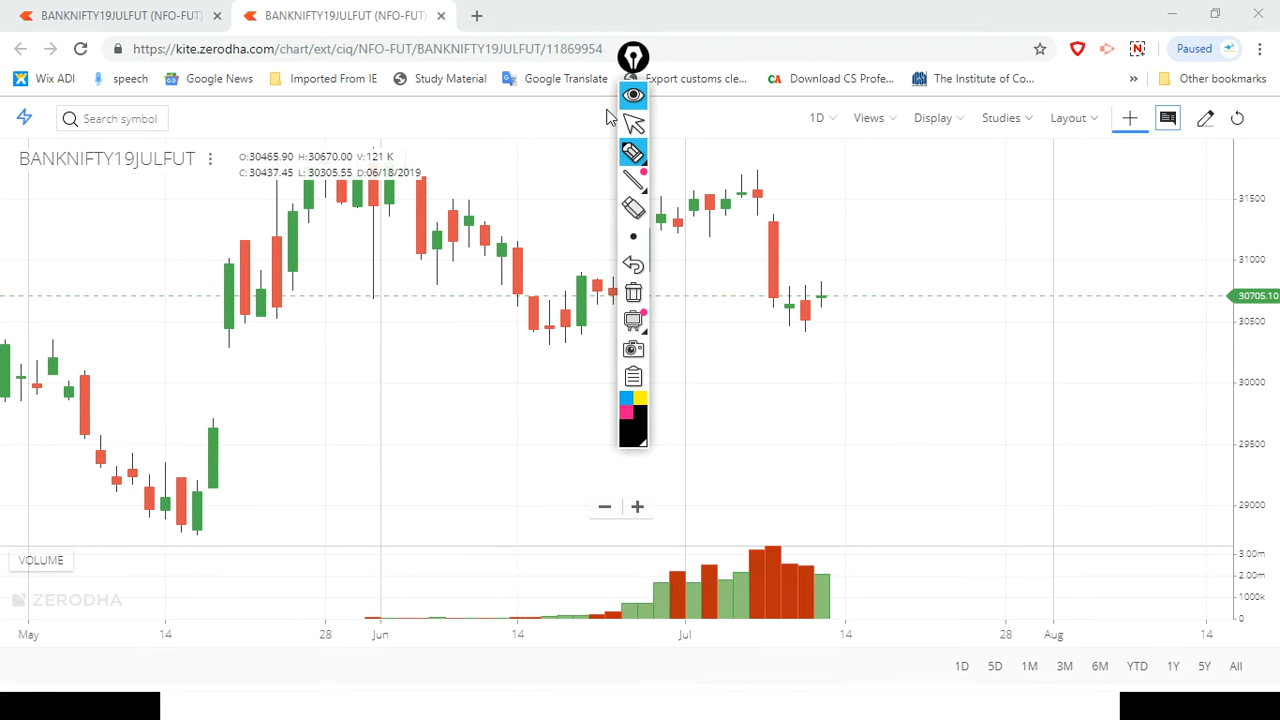 BANKNIFTY19JULFUT (NFO-FUT) BANKNIFTY19JULFUT (NFO-FUT)
https://kite.zerodha.com/chart/ext/ciq/NFO-FUT/BANKNIFTY19JULFUT/11869954 Paused
Wix ADI speech Google News Imported From IE Study Material Google Translate Export customs cle... CA Download CS Profe... The Institute of Co... » Other bookmarks
Search symbol 1D Views Display Studies Layout
BANKNIFTY19JULFUT
O:30465.90 H:30670.00 V:121 K
C:30437.45 L:30305.55 D:06/18/2019
31500
31000
30705.10
30500
30000
29500
29000
VOLUME
3.00m
2.00m
1000k
0
ZERODHA
May 14 28 Jun 14 Jul 14 28 Aug 14
1D 5D 1M 3M 6M YTD 1Y 5Y All